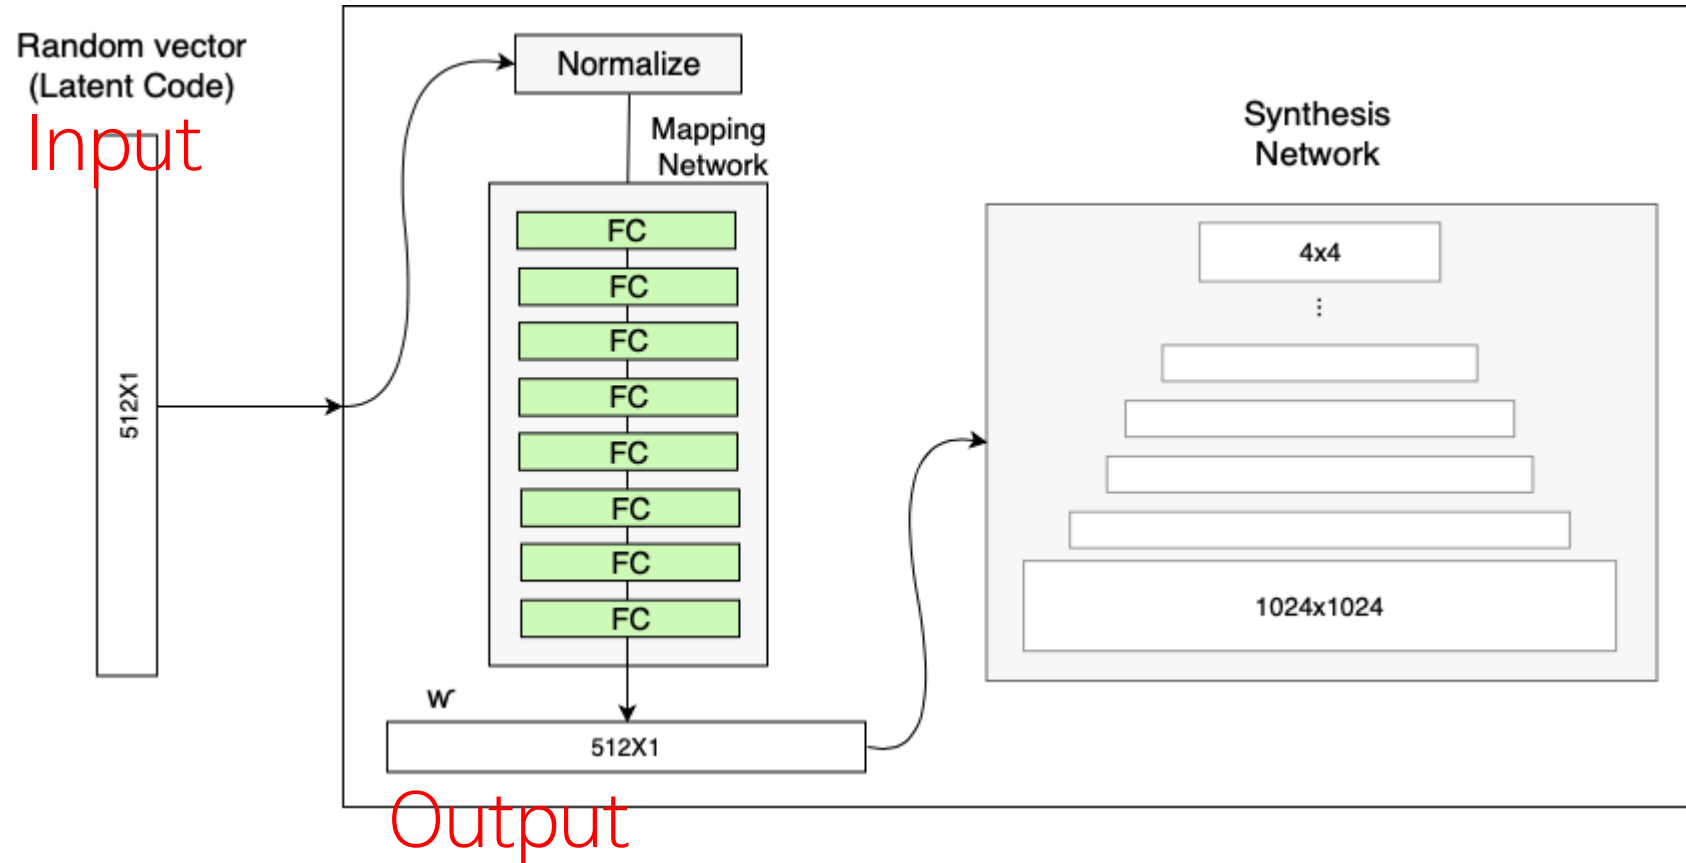 Random vector
(Latent Code)
Input
512X1
Normalize
Mapping
Network
FC
FC
FC
FC
FC
FC
FC
FC
w
512X1
Output
Synthesis
Network
4x4
...
1024x1024